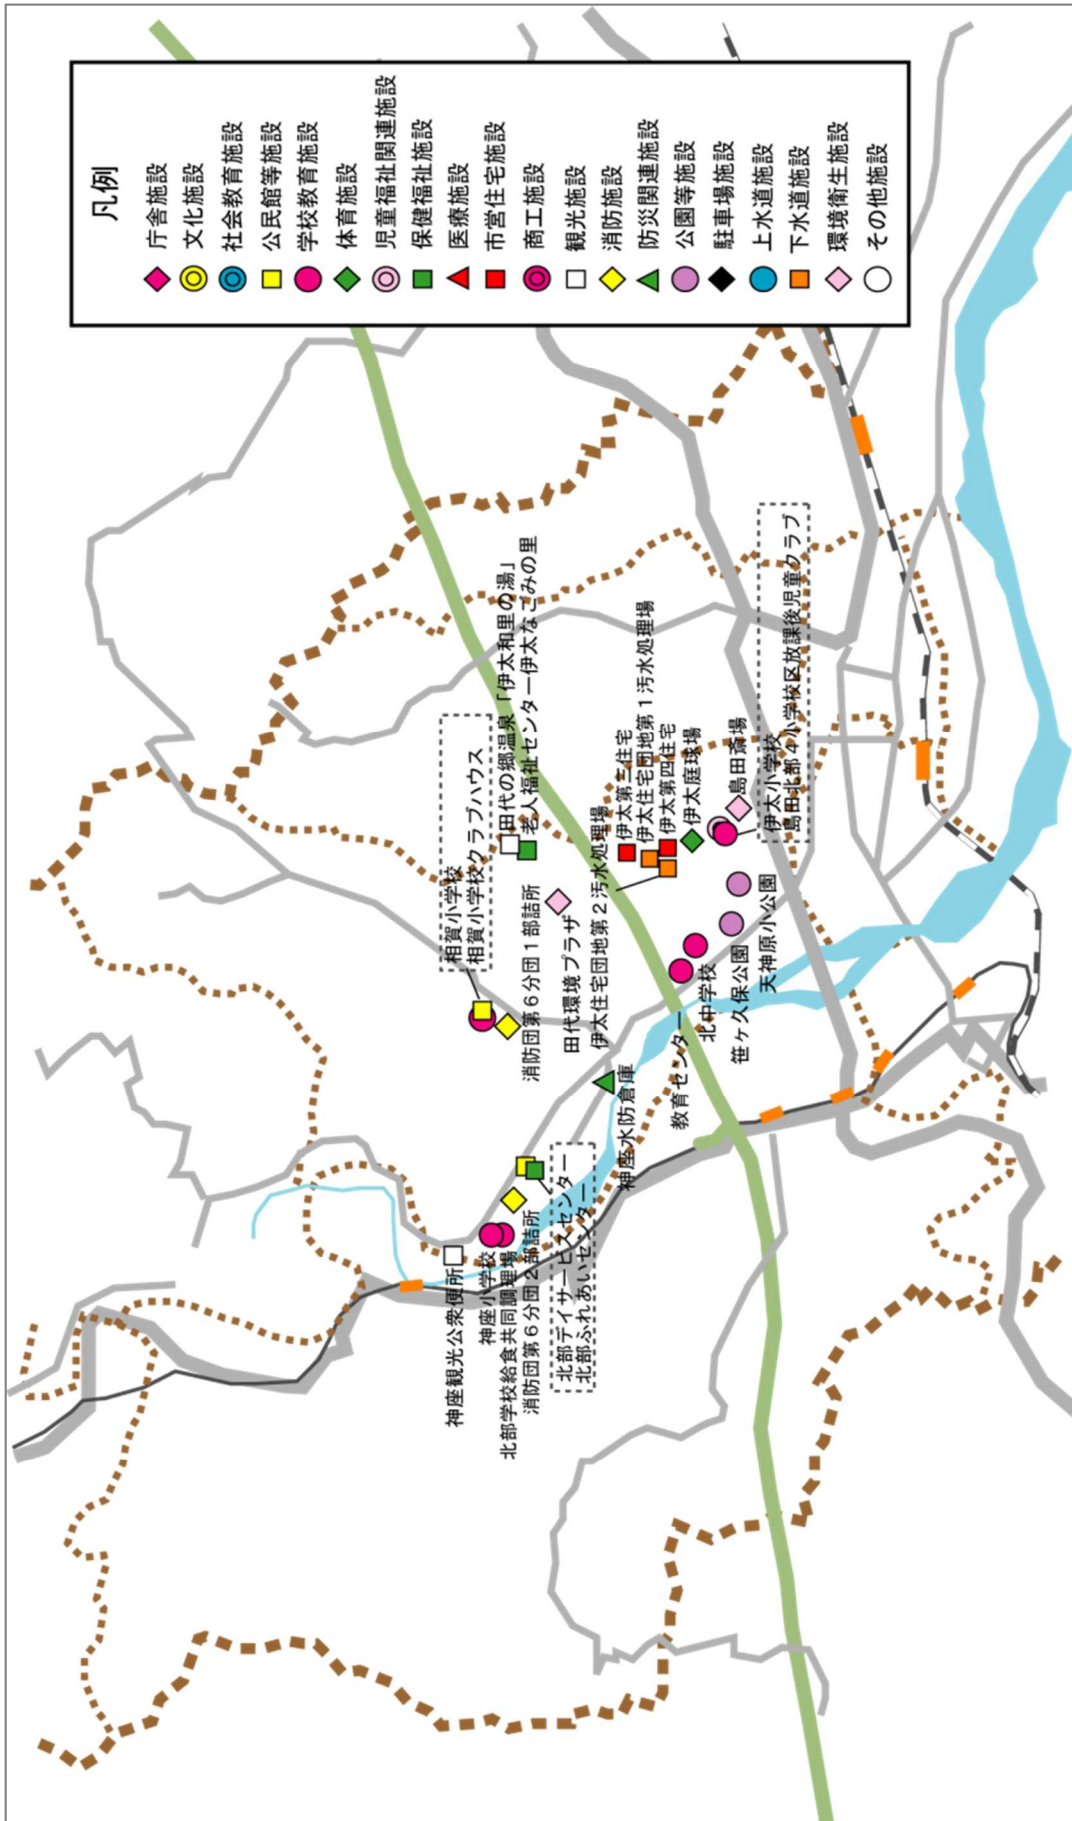 凡例
庁舎施設
文化施設
社会教育施設
公民館等施設
学校教育施設
体育施設
児童福祉関連施設
保健福祉施設
医療施設
市営住宅施設
商工施設
観光施設
消防施設
防災関連施設
公園等施設
駐車場施設
上水道施設
下水道施設
環境衛生施設
その他施設
神座観光公衆便所
神座小学校
北部学校給食共同調理場
消防団第6分団2部詰所
北部デイサービスセンター
北部ふれあいセンター
神座水防倉庫
相賀小学校
相賀小学校クラブハウス
消防団第6分団1部詰所
田代の郷温泉「伊太和里の湯」
老人福祉センター伊太なごみの里
田代環境プラザ
伊太住宅団地第2汚水処理場
伊太第三住宅
伊太住宅団地第1汚水処理場
伊太第四住宅
伊太庭球場
島田斎場
伊太小学校
島田北部4小学校区放課後児童クラブ
教育センター
北中学校
笹ヶ久保公園
天神原小公園